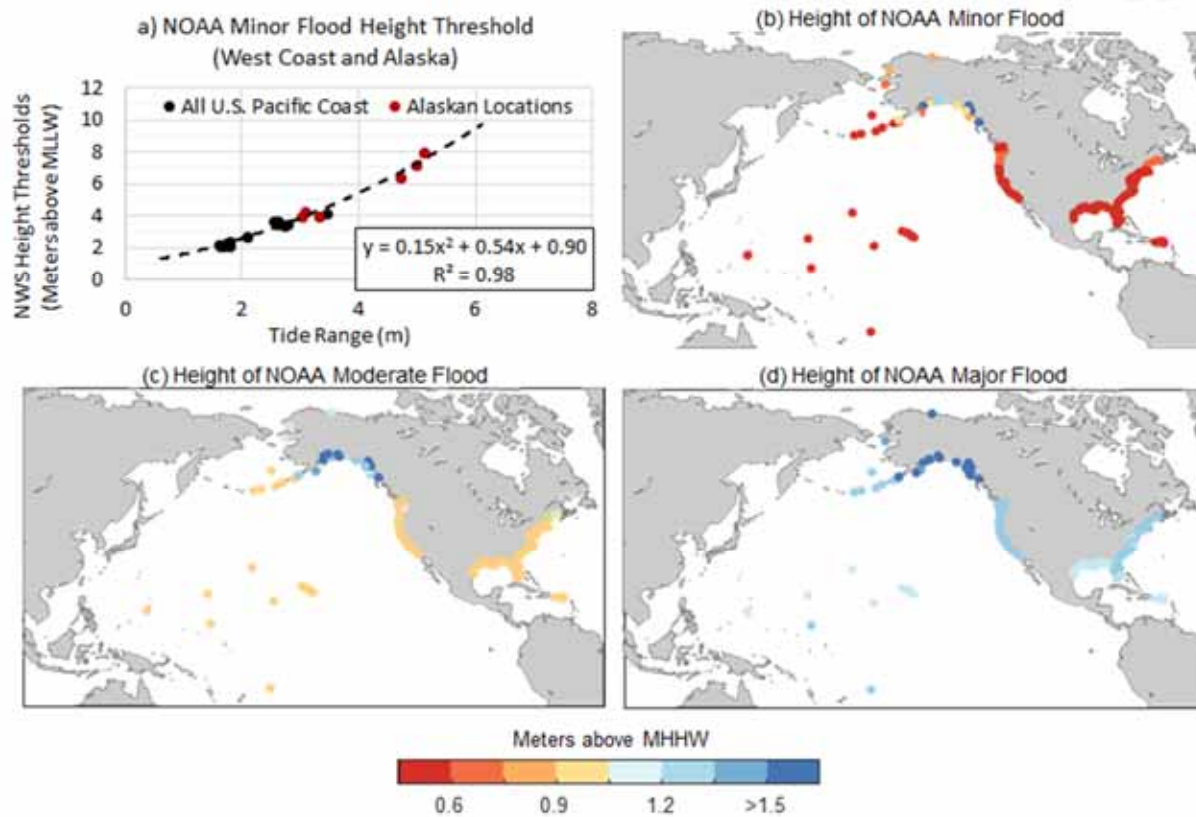 a) NOAA Minor Flood Height Threshold
(West Coast and Alaska)
NWS Height Thresholds
(Meters above MLLW)
12
10
8
6
4
2
0
All U.S. Pacific Coast
Alaskan Locations
y = 0.15x² + 0.54x + 0.90
R² = 0.98
0 2 4 6 8
Tide Range (m)
(b) Height of NOAA Minor Flood
(c) Height of NOAA Moderate Flood
(d) Height of NOAA Major Flood
Meters above MHHW
0.6 0.9 1.2 >1.5